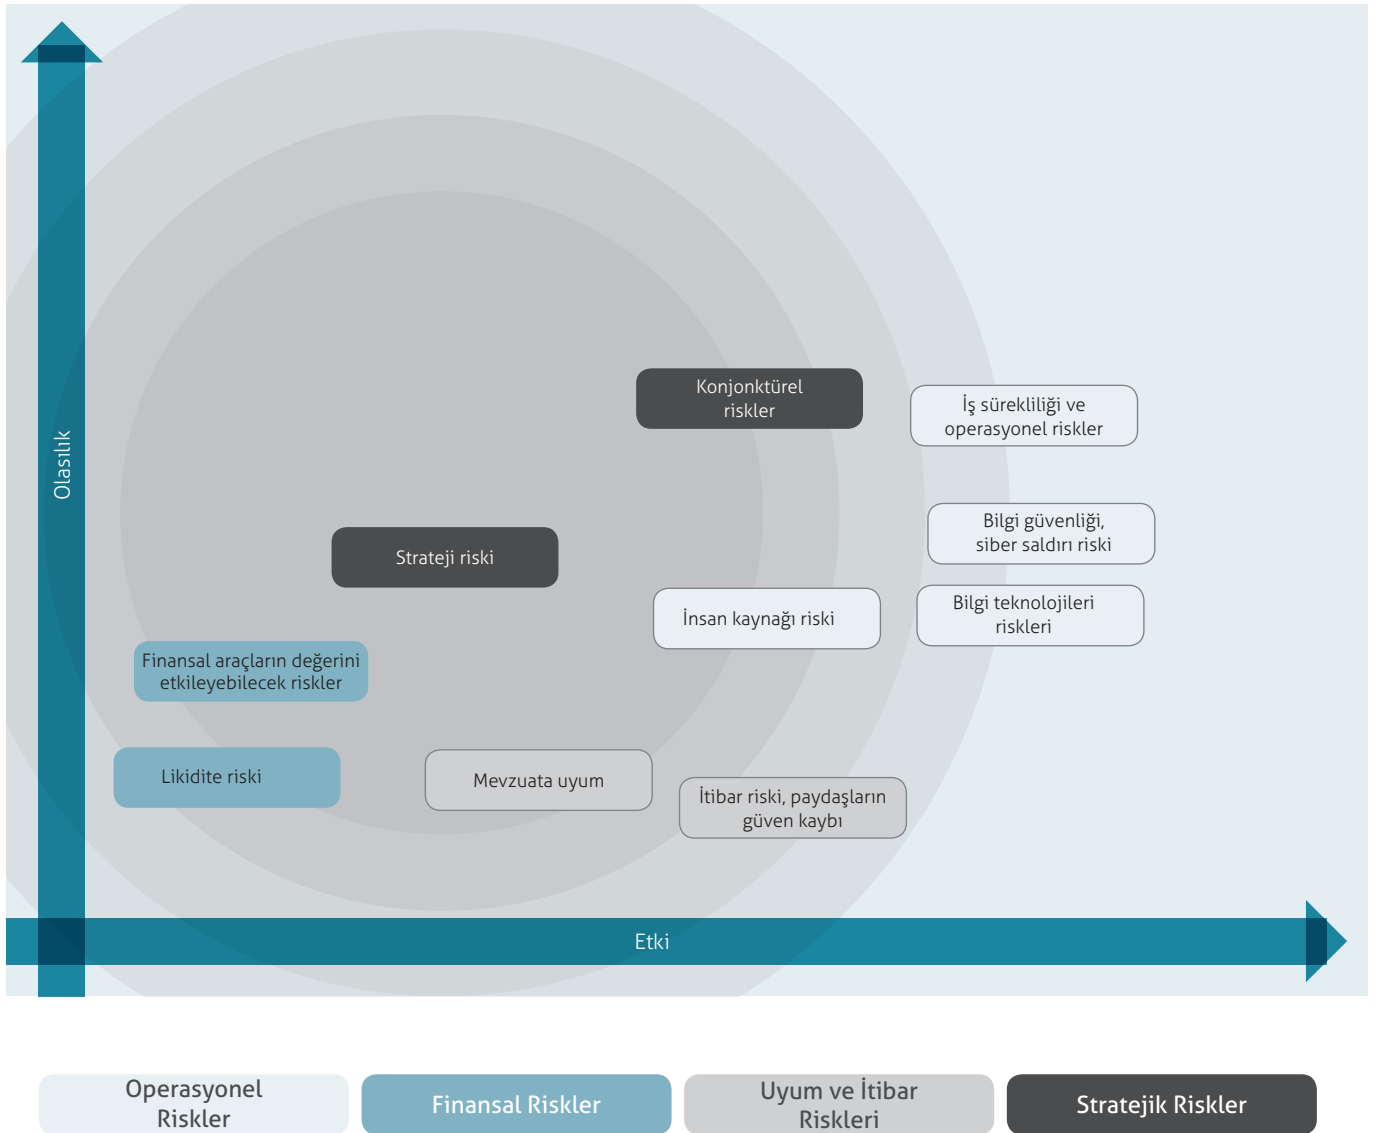 Olasılık
Konjonktürel
riskler
İş sürekliliği ve
operasyonel riskler
Bilgi güvenliği,
siber saldırı riski
Strateji riski
İnsan kaynağı riski
Bilgi teknolojileri
riskleri
Finansal araçların değerini
etkileyebilecek riskler
Likidite riski
Mevzuata uyum
İtibar riski, paydaşların
güven kaybı
Etki
Operasyonel
Riskler
Finansal Riskler
Uyum ve İtibar
Riskleri
Stratejik Riskler